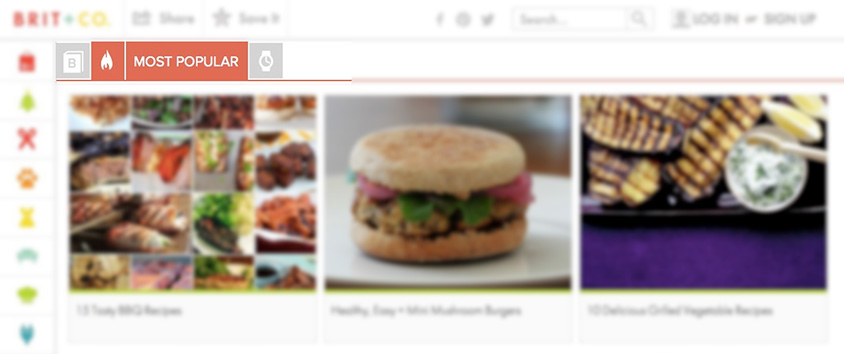 BRIT + CO.
Share
Save It
Search...
LOG IN or SIGN UP
B
MOST POPULAR
13 Tasty BBQ Recipes
Healthy, Easy + Mini Mushroom Burgers
10 Delicious Grilled Vegetable Recipes